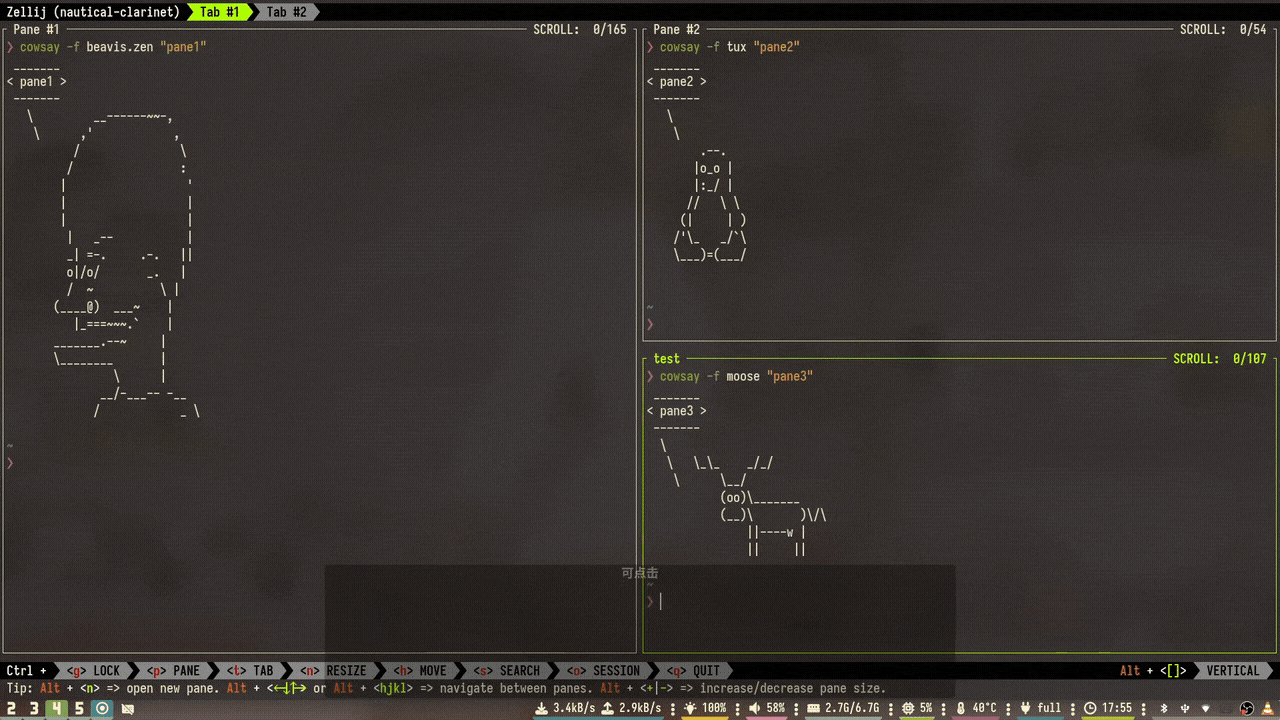 Zellij (nautical-clarinet) Tab #1 Tab #2
Pane #1 SCROLL: 0/165
❯ cowsay -f beavis.zen "pane1"
< pane1 >
Pane #2 SCROLL: 0/54
❯ cowsay -f tux "pane2"
< pane2 >
~
❯
test SCROLL: 0/107
❯ cowsay -f moose "pane3"
< pane3 >
可点击
~
❯
Ctrl + <g> LOCK <p> PANE <t> TAB <n> RESIZE <h> MOVE <s> SEARCH <o> SESSION <q> QUIT Alt + <[]> VERTICAL
Tip: Alt + <n> => open new pane. Alt + <←↓↑→> or Alt + <hjkl> => navigate between panes. Alt + <+|-> => increase/decrease pane size.
2 3 4 5 3.4kB/s 2.9kB/s 100% 58% 2.7G/6.7G 5% 40°C full 17:55